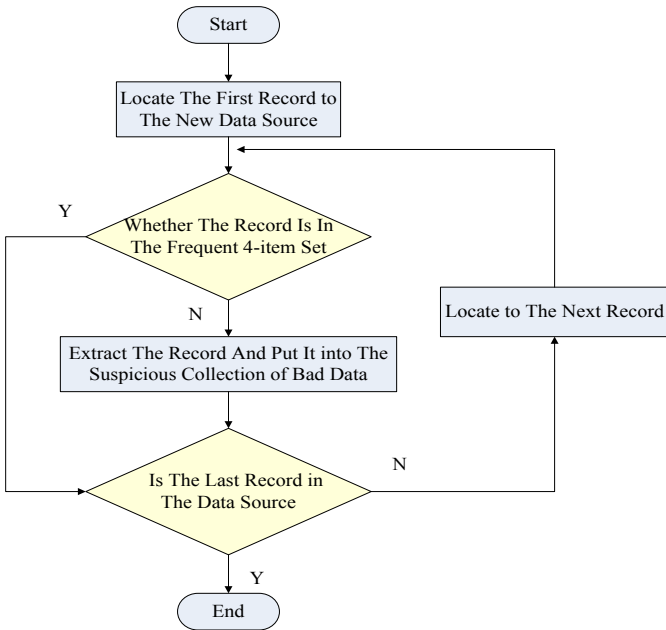 Start
Locate The First Record to
The New Data Source
Y
Whether The Record Is In
The Frequent 4-item Set
N
Locate to The Next Record
Extract The Record And Put It into The
Suspicious Collection of Bad Data
N
Is The Last Record in
The Data Source
Y
End